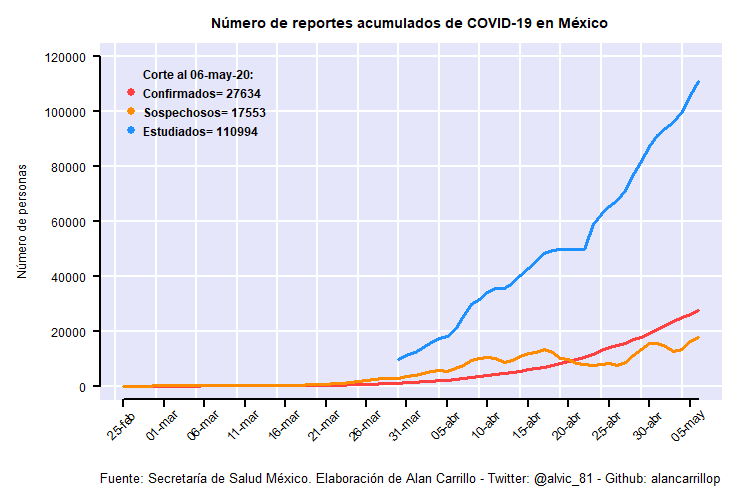 Número de reportes acumulados de COVID-19 en México
Número de personas
120000
100000
80000
60000
40000
20000
0
Corte al 06-may-20:
Confirmados= 27634
Sospechosos= 17553
Estudiados= 110994
25-feb
01-mar
06-mar
11-mar
16-mar
21-mar
26-mar
31-mar
05-abr
10-abr
15-abr
20-abr
25-abr
30-abr
05-may
Fuente: Secretaría de Salud México. Elaboración de Alan Carrillo - Twitter: @alvic_81 - Github: alancarrillop